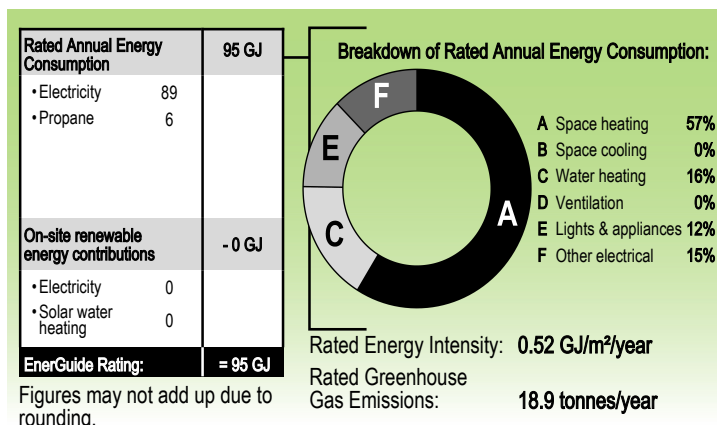 Rated Annual Energy
Consumption
95 GJ
• Electricity 89
• Propane 6
On-site renewable
energy contributions
- 0 GJ
• Electricity 0
• Solar water
heating 0
EnerGuide Rating: = 95 GJ
Figures may not add up due to
rounding.
Breakdown of Rated Annual Energy Consumption:
F
E
C
A
A Space heating 57%
B Space cooling 0%
C Water heating 16%
D Ventilation 0%
E Lights & appliances 12%
F Other electrical 15%
Rated Energy Intensity: 0.52 GJ/m²/year
Rated Greenhouse
Gas Emissions: 18.9 tonnes/year